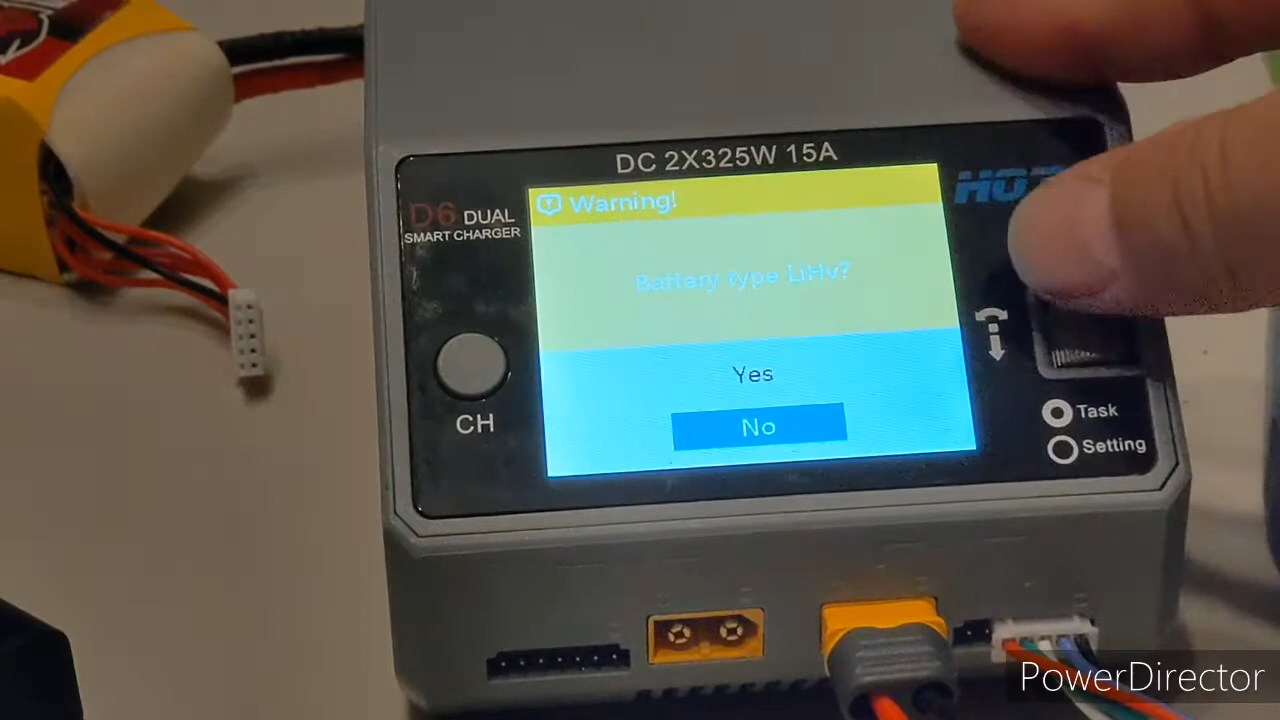 DC 2X325W 15A
D6 DUAL
SMART CHARGER
Warning!
Battery type LiHv?
Yes
No
CH
Task
Setting
PowerDirector